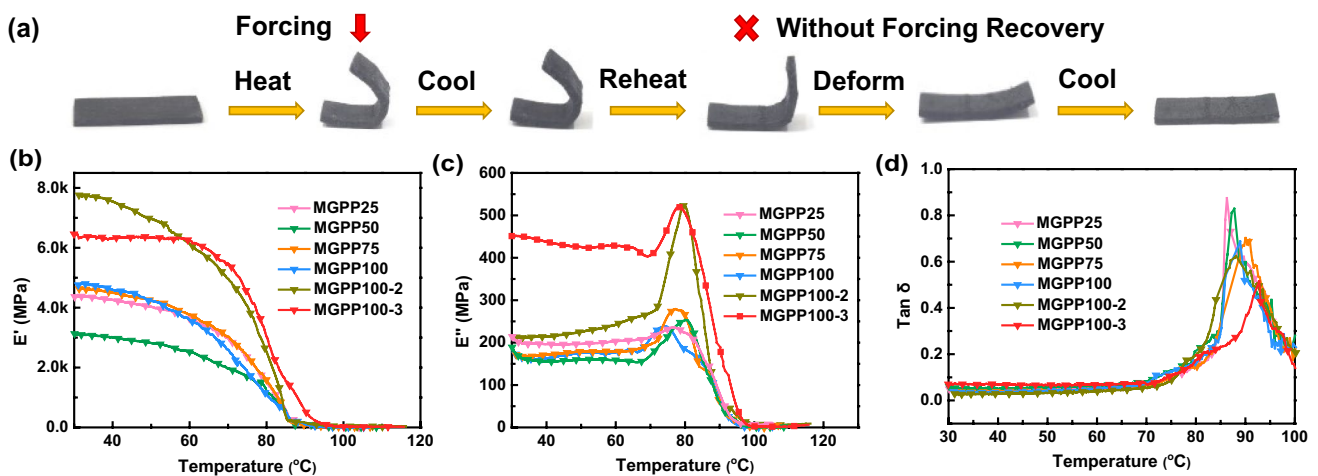 (a)
Forcing
Without Forcing Recovery
Heat
Cool
Reheat
Deform
Cool
(b)
8.0k
6.0k
4.0k
2.0k
0.0
E' (MPa)
40 60 80 100 120
Temperature (°C)
MGPP25
MGPP50
MGPP75
MGPP100
MGPP100-2
MGPP100-3
(c)
600
500
400
300
200
100
0
E'' (MPa)
40 60 80 100 120
Temperature (°C)
MGPP25
MGPP50
MGPP75
MGPP100
MGPP100-2
MGPP100-3
(d)
1.0
0.8
0.6
0.4
0.2
0.0
Tan δ
30 40 50 60 70 80 90 100
Temperature (°C)
MGPP25
MGPP50
MGPP75
MGPP100
MGPP100-2
MGPP100-3